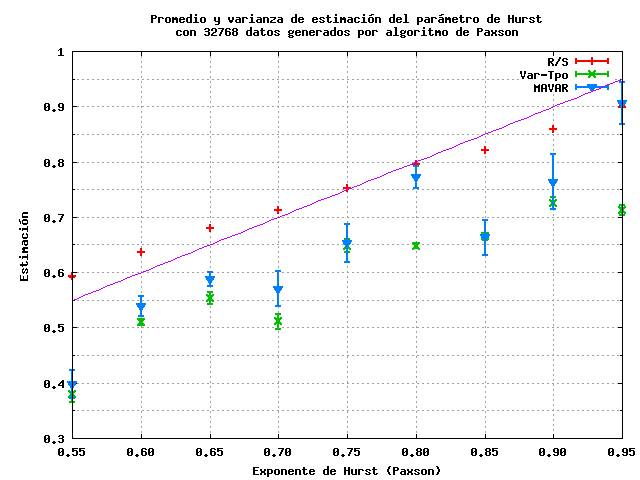 Promedio y varianza de estimación del parámetro de Hurst
con 32768 datos generados por algoritmo de Paxson
R/S
Var-Tpo
MAVAR
1
0.9
0.8
0.7
0.6
0.5
0.4
0.3
Estimación
0.55 0.60 0.65 0.70 0.75 0.80 0.85 0.90 0.95
Exponente de Hurst (Paxson)